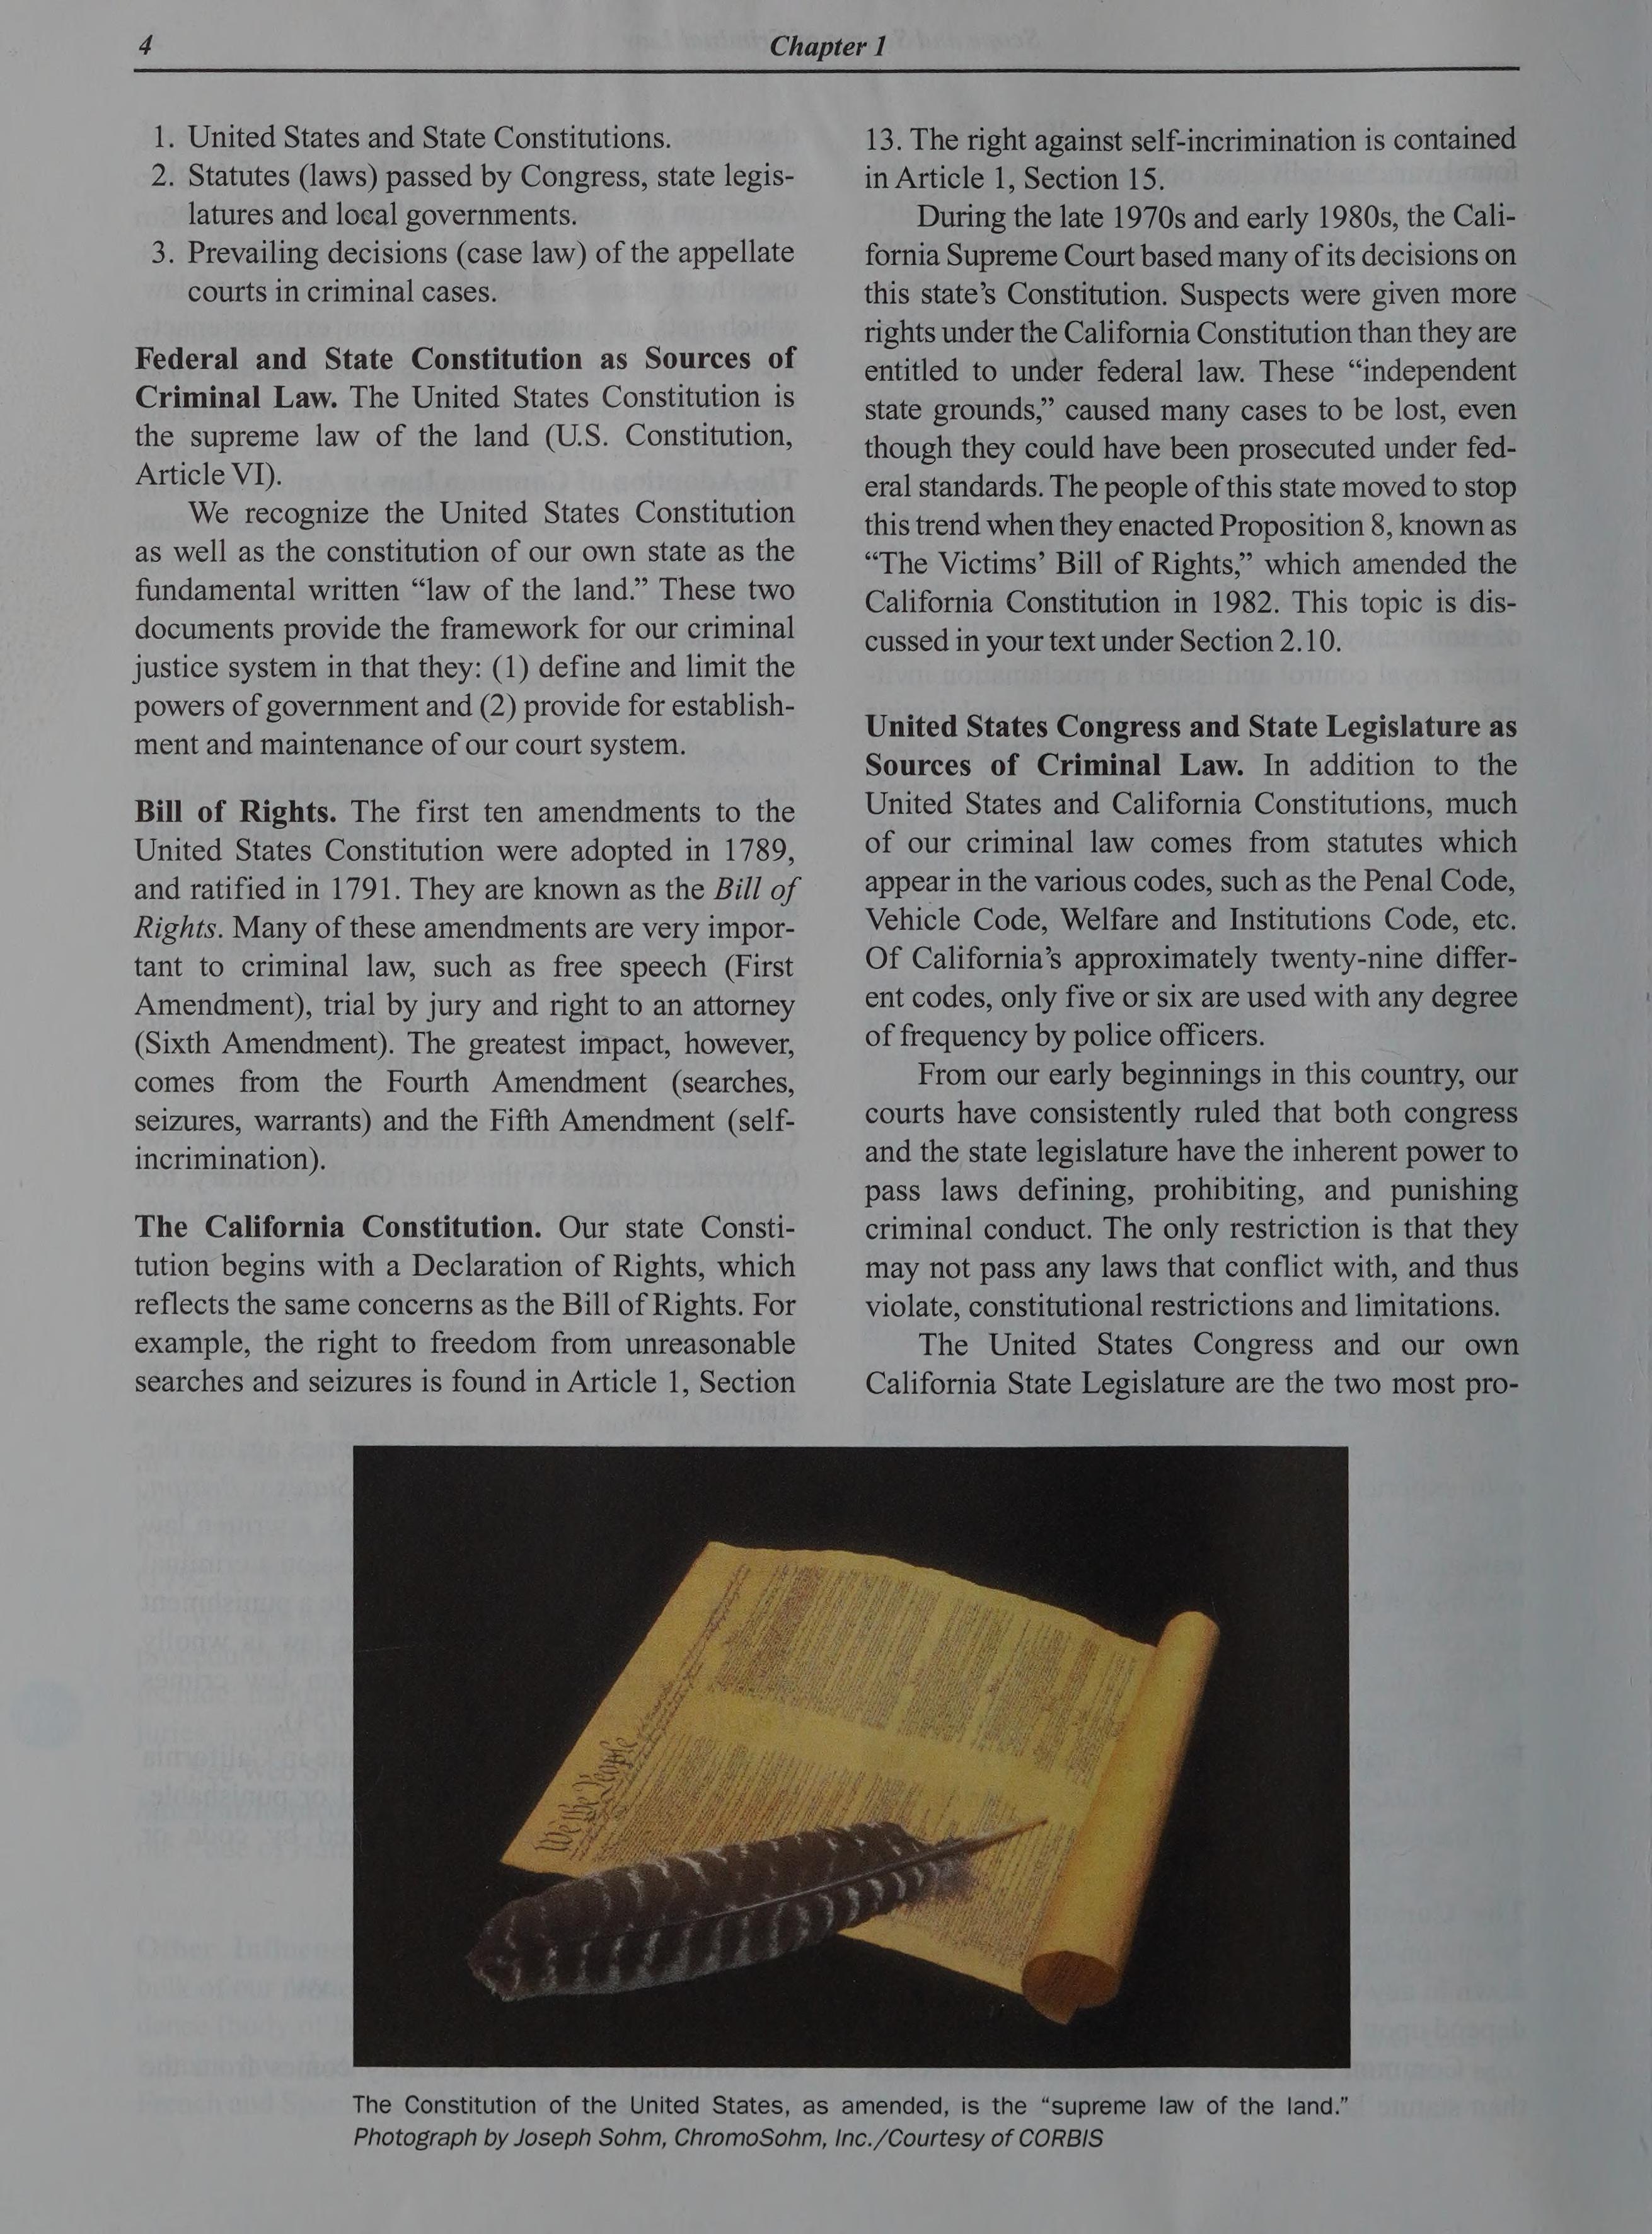 4
Chapter 1
1. United States and State Constitutions.
2. Statutes (laws) passed by Congress, state legis-
latures and local governments.
3. Prevailing decisions (case law) of the appellate
courts in criminal cases.
Federal and State Constitution as Sources of
Criminal Law. The United States Constitution is
the supreme law of the land (U.S. Constitution,
Article VI).
We recognize the United States Constitution
as well as the constitution of our own state as the
fundamental written “law of the land.” These two
documents provide the framework for our criminal
justice system in that they: (1) define and limit the
powers of government and (2) provide for establish-
ment and maintenance of our court system.
Bill of Rights. The first ten amendments to the
United States Constitution were adopted in 1789,
and ratified in 1791. They are known as the Bill of
Rights. Many of these amendments are very impor-
tant to criminal law, such as free speech (First
Amendment), trial by jury and right to an attorney
(Sixth Amendment). The greatest impact, however,
comes from the Fourth Amendment (searches,
seizures, warrants) and the Fifth Amendment (self-
incrimination).
The California Constitution. Our state Consti-
tution begins with a Declaration of Rights, which
reflects the same concerns as the Bill of Rights. For
example, the right to freedom from unreasonable
searches and seizures is found in Article 1, Section
13. The right against self-incrimination is contained
in Article 1, Section 15.
During the late 1970s and early 1980s, the Cali-
fornia Supreme Court based many of its decisions on
this state’s Constitution. Suspects were given more
rights under the California Constitution than they are
entitled to under federal law. These “independent
state grounds,” caused many cases to be lost, even
though they could have been prosecuted under fed-
eral standards. The people of this state moved to stop
this trend when they enacted Proposition 8, known as
“The Victims’ Bill of Rights,” which amended the
California Constitution in 1982. This topic is dis-
cussed in your text under Section 2.10.
United States Congress and State Legislature as
Sources of Criminal Law. In addition to the
United States and California Constitutions, much
of our criminal law comes from statutes which
appear in the various codes, such as the Penal Code,
Vehicle Code, Welfare and Institutions Code, etc.
Of California’s approximately twenty-nine differ-
ent codes, only five or six are used with any degree
of frequency by police officers.
From our early beginnings in this country, our
courts have consistently ruled that both congress
and the state legislature have the inherent power to
pass laws defining, prohibiting, and punishing
criminal conduct. The only restriction is that they
may not pass any laws that conflict with, and thus
violate, constitutional restrictions and limitations.
The United States Congress and our own
California State Legislature are the two most pro-
We the People
The Constitution of the United States, as amended, is the “supreme law of the land.”
Photograph by Joseph Sohm, ChromoSohm, Inc./Courtesy of CORBIS